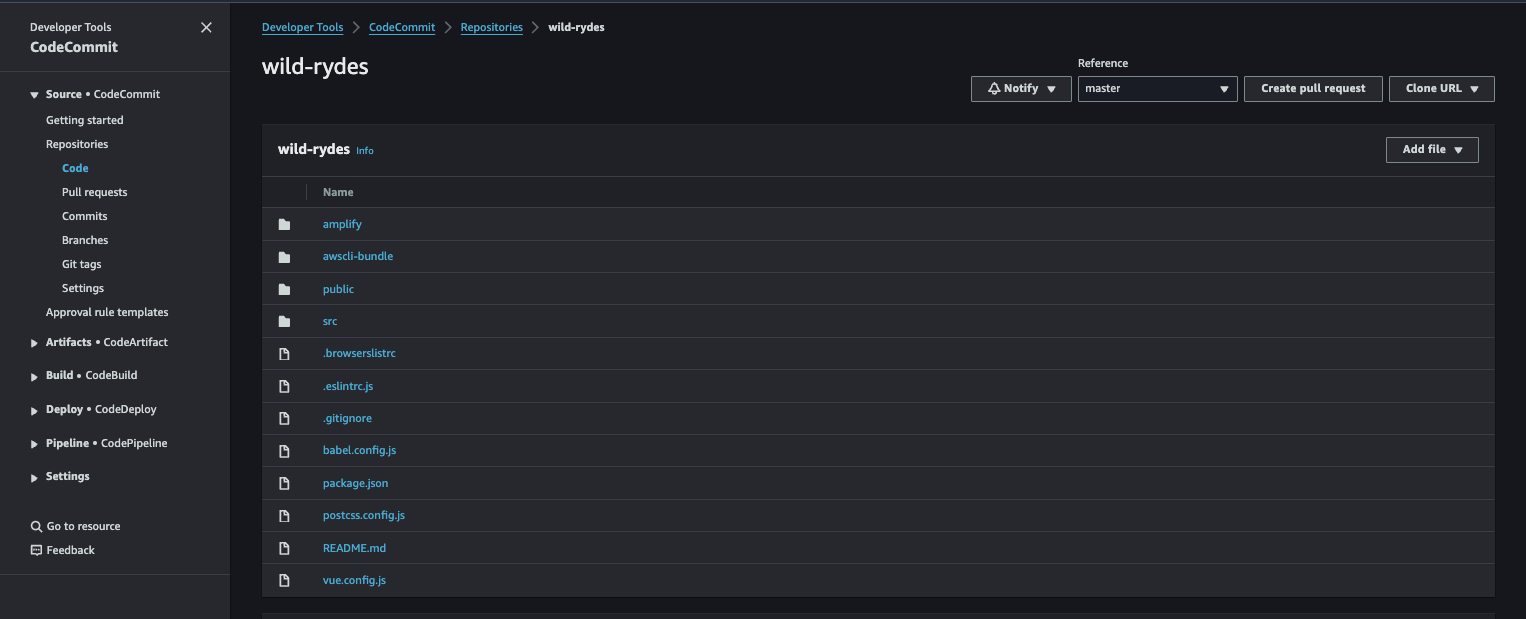 Developer Tools
CodeCommit
Source • CodeCommit
Getting started
Repositories
Code
Pull requests
Commits
Branches
Git tags
Settings
Approval rule templates
Artifacts • CodeArtifact
Build • CodeBuild
Deploy • CodeDeploy
Pipeline • CodePipeline
Settings
Go to resource
Feedback
Developer Tools > CodeCommit > Repositories > wild-rydes
wild-rydes
Reference
Notify master Create pull request Clone URL
wild-rydes Info Add file
Name
amplify
awscli-bundle
public
src
.browserslistrc
.eslintrc.js
.gitignore
babel.config.js
package.json
postcss.config.js
README.md
vue.config.js